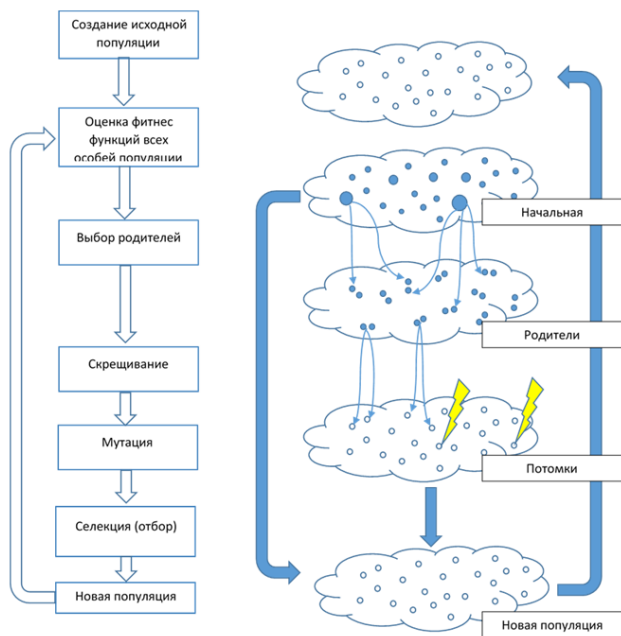 Создание исходной
популяции
Оценка фитнес
функций всех
особей популяции
Выбор родителей
Скрещивание
Мутация
Селекция (отбор)
Новая популяция
Начальная
Родители
Потомки
Новая популяция